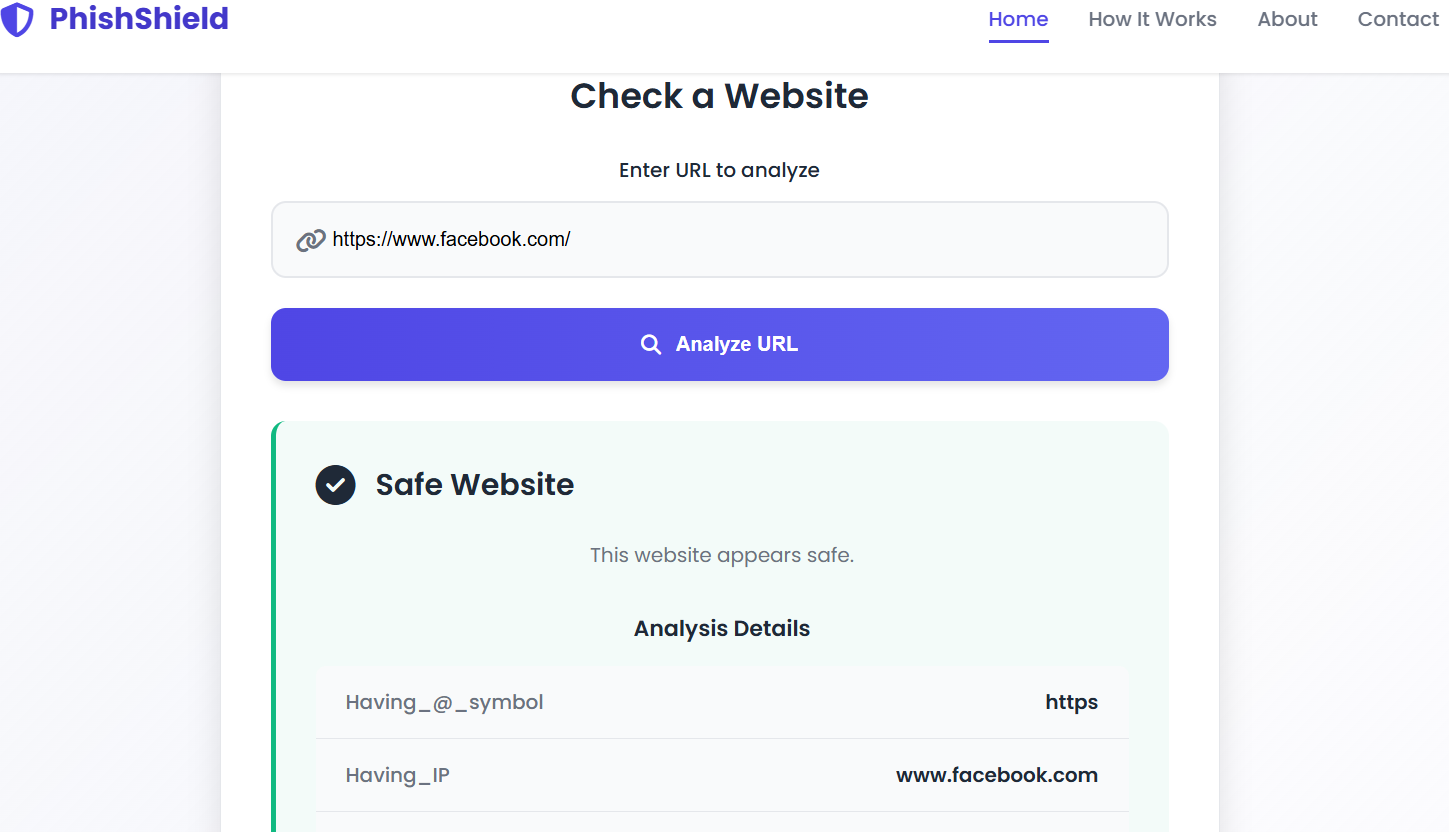 PhishShield
Home How It Works About Contact
Check a Website
Enter URL to analyze
https://www.facebook.com/
Analyze URL
Safe Website
This website appears safe.
Analysis Details
Having_@_symbol https
Having_IP www.facebook.com